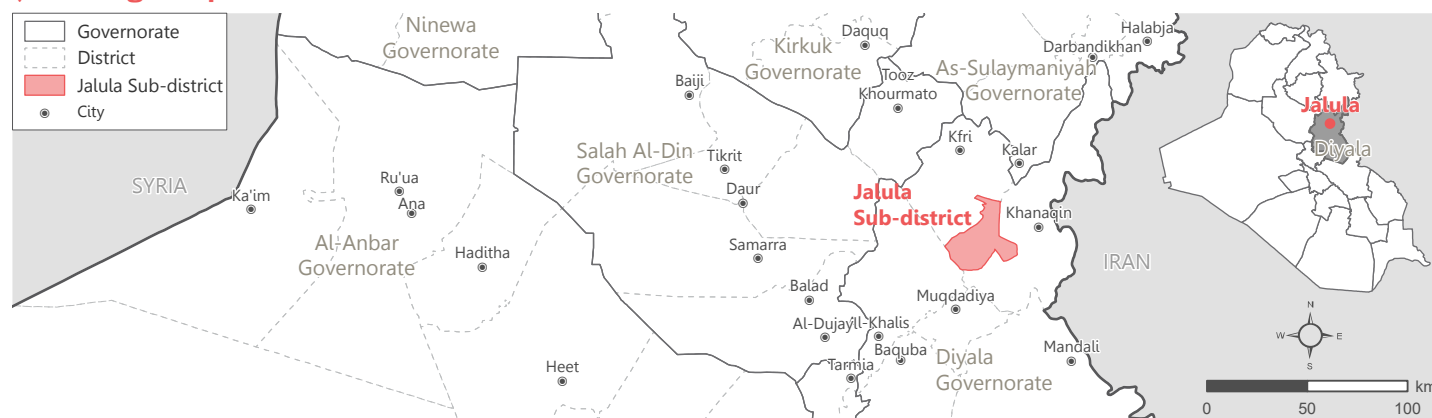 Governorate
District
Jalula Sub-district
City
Ninewa
Governorate
Kirkuk
Governorate
Daquq
Halabja
Darbandikhan
As-Sulaymaniyah
Governorate
Baiji
Tooz
Khourmato
Kfri
Kalar
Salah Al-Din
Governorate
Tikrit
Daur
SYRIA
Ka'im
Ru'ua
Ana
Al-Anbar
Governorate
Haditha
Samarra
Jalula
Sub-district
Khanaqin
IRAN
Balad
Muqdadiya
Al-Dujayl
Il-Khalis
Baquba
Tarmia
Heet
Diyala
Governorate
Mandali
Jalula
Diyala
N
W
E
S
0
50
100
km